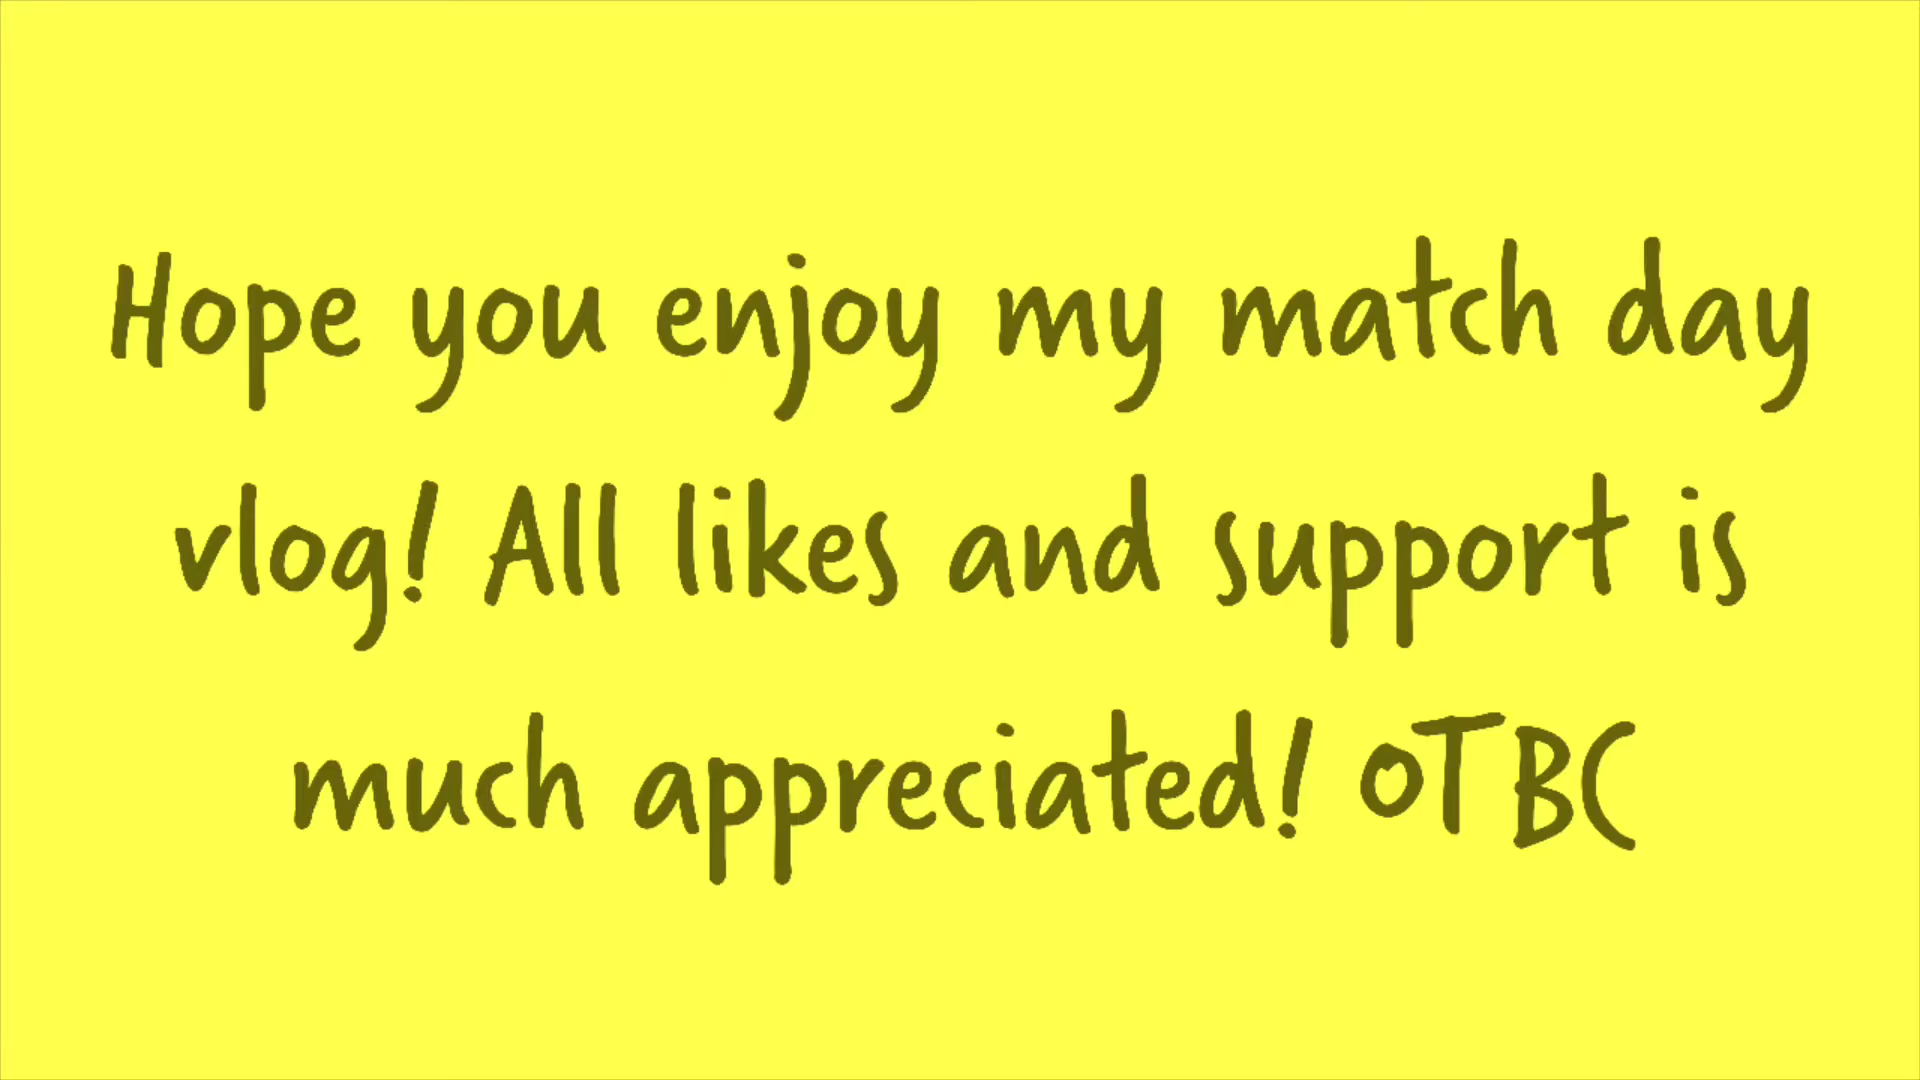 Hope you enjoy my match day
vlog! All likes and support is
much appreciated! OTBC